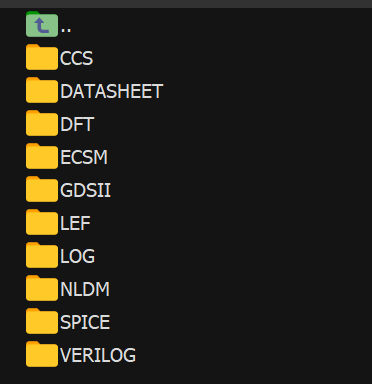 ..
CCS
DATASHEET
DFT
ECSM
GDSII
LEF
LOG
NLDM
SPICE
VERILOG